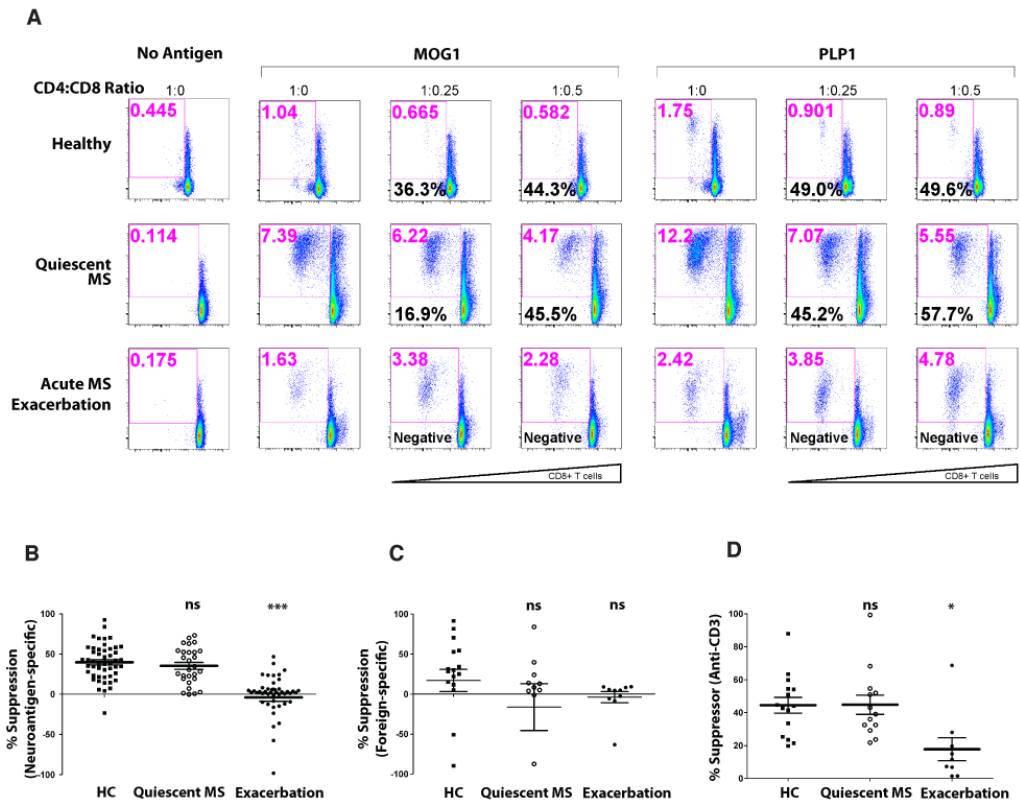 A
No Antigen MOG1 PLP1
CD4:CD8 Ratio 1:0 1:0 1:0.25 1:0.5 1:0 1:0.25 1:0.5
Healthy 0.445 1.04 0.665 0.582 1.75 0.901 0.89
36.3% 44.3% 49.0% 49.6%
Quiescent MS 0.114 7.39 6.22 4.17 12.2 7.07 5.55
16.9% 45.5% 45.2% 57.7%
Acute MS Exacerbation 0.175 1.63 3.38 2.28 2.42 3.85 4.78
Negative Negative Negative Negative
CD8+ T cells CD8+ T cells
B
% Suppression
(Neuroantigen-specific)
100
50
0
-50
-100
ns ***
HC Quiescent MS Exacerbation
C
% Suppression
(Foreign-specific)
100
50
0
-50
-100
ns ns
HC Quiescent MS Exacerbation
D
% Suppressor (Anti-CD3)
100
80
60
40
20
0
ns *
HC Quiescent MS Exacerbation